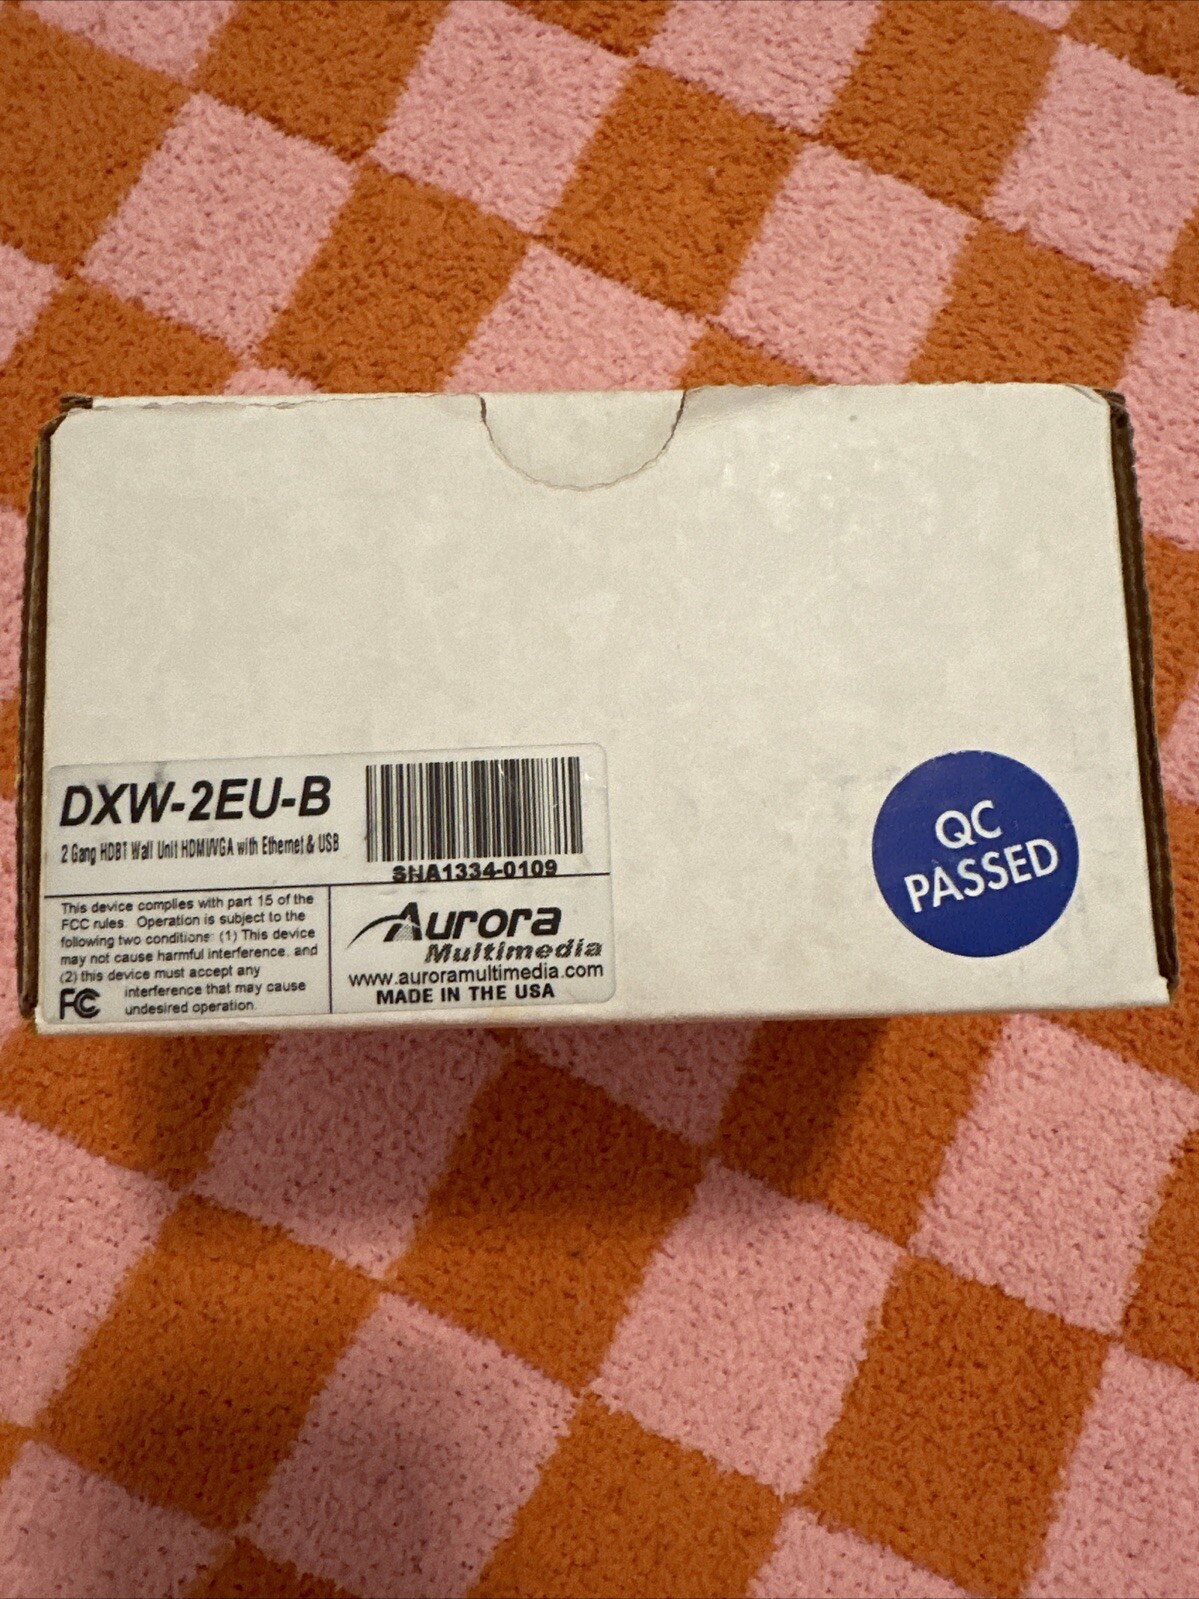 DXW-2EU-B
2 Gang HDBT Wall Unit HDMI/VGA with Ethernet & USB
SNA1334-0109
This device complies with part 15 of the
FCC rules. Operation is subject to the
following two conditions: (1) This device
may not cause harmful interference, and
(2) this device must accept any
interference that may cause
undesired operation.
FC
Aurora
Multimedia
www.auroramultimedia.com
MADE IN THE USA
QC
PASSED